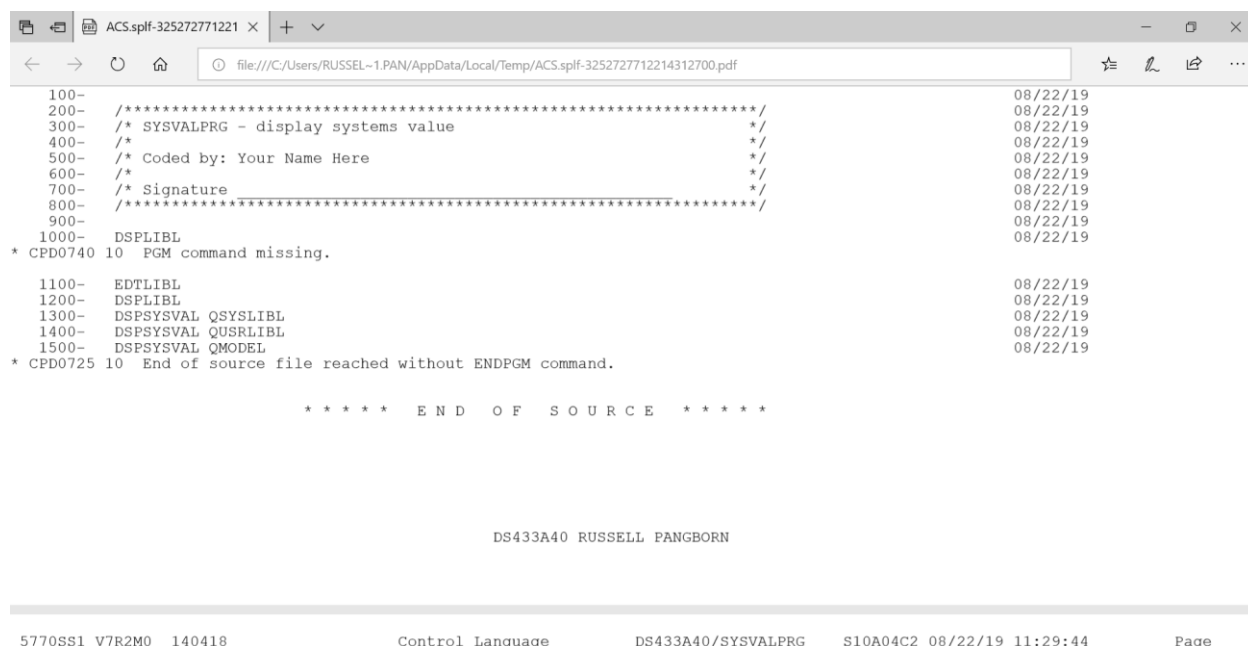 ACS.splf-325272771221
file:///C:/Users/RUSSEL~1.PAN/AppData/Local/Temp/ACS.splf-3252727712214312700.pdf
100- 08/22/19
200- /*******************************************************************/ 08/22/19
300- /* SYSVALPRG - display systems value */ 08/22/19
400- /* */ 08/22/19
500- /* Coded by: Your Name Here */ 08/22/19
600- /* */ 08/22/19
700- /* Signature ______________________________________________ */ 08/22/19
800- /*******************************************************************/ 08/22/19
900- 08/22/19
1000- DSPLIBL 08/22/19
* CPD0740 10 PGM command missing.
1100- EDTLIBL 08/22/19
1200- DSPLIBL 08/22/19
1300- DSPSYSVAL QSYSLIBL 08/22/19
1400- DSPSYSVAL QUSRLIBL 08/22/19
1500- DSPSYSVAL QMODEL 08/22/19
* CPD0725 10 End of source file reached without ENDPGM command.
* * * * * E N D O F S O U R C E * * * * *
DS433A40 RUSSELL PANGBORN
5770SS1 V7R2M0 140418 Control Language DS433A40/SYSVALPRG S10A04C2 08/22/19 11:29:44 Page